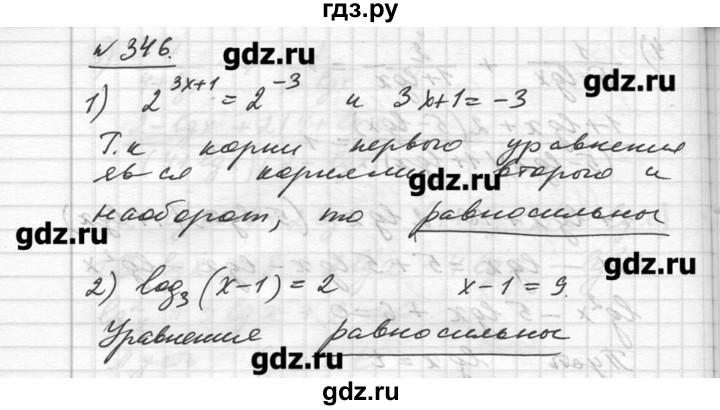 гдз.ру
№ 346.
gdz.ru
gdz.ru
1) 2^(3x+1) = 2^(-3) и 3x+1 = -3
Т.к корни первого уравнения
яв-ся корнями второго и
gdz.ru
наоборот, то равносильны
gdz.ru
gdz.ru
2) log₃ (x-1) = 2 x-1 = 9.
Уравнение равносильны
gdz.ru
gdz.ru